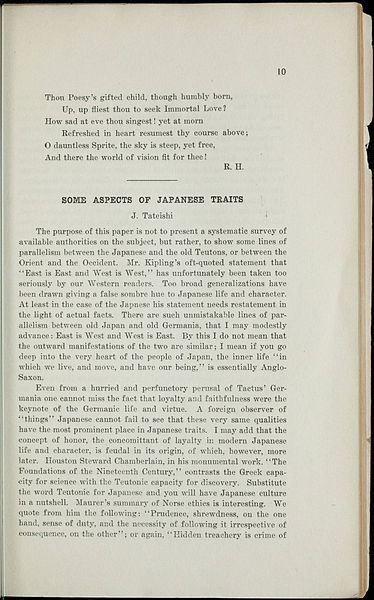 10
Thou Poesy's gifted child, though humbly born,
Up, up fliest thou to seek Immortal Love?
How sad at eve thou singest! yet at morn
Refreshed in heart resumest thy course above;
O dauntless Sprite, the sky is steep, yet free,
And there the world of vision fit for thee!
R. H.
SOME ASPECTS OF JAPANESE TRAITS
J. Tateishi
The purpose of this paper is not to present a systematic survey of
available authorities on the subject, but rather, to show some lines of
parallelism between the Japanese and the old Teutons, or between the
Orient and the Occident. Mr. Kipling's oft-quoted statement that
"East is East and West is West," has unfortunately been taken too
seriously by our Western readers. Too broad generalizations have
been drawn giving a false sombre hue to Japanese life and character.
At least in the case of the Japnese his statement needs restatement in
the light of actual facts. There are such unmistakable lines of par-
allelism between old Japan and old Germania, that I may modestly
advance: East is West and West is East. By this I do not mean that
the outward manifestations of the two are similar; I mean if you go
deep into the very heart of the people of Japan, the inner life "in
which we live, and move, and have our being," is essentially Anglo-
Saxon.
Even from a hurried and perfunctory perusal of Tactus' Ger-
mania one cannot miss the fact that loyalty and faithfulness were the
keynote of the Germanic life and virtue. A foreign observer of
"things" Japanese cannot fail to see that these very same qualities
have the most prominent place in Japanese traits. I may add that the
concept of honor, the concomittant of layalty in modern Japanese
life and character, is feudal in its origin, of which, however, more
later. Houston Steward Chamberlain, in his monumental work, "The
Foundations of the Nineteenth Century," contrasts the Greek capa-
city for science with the Teutonic capacity for discovery. Substitute
the word Teutonic for Japanese and you will have Japanese culture
in a nutshell. Maurer's summary of Norse ethics is interesting. We
quote from him the following: "Prudence, shrewdness, on the one
hand, sense of duty, and the necessity of following it irrespective of
consequence, on the other"; or again, "Hidden treachery is crime of